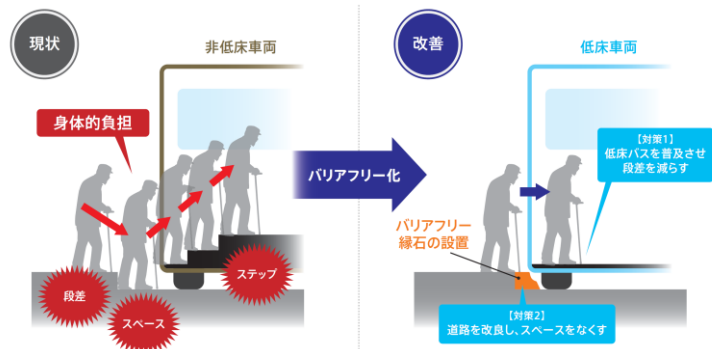 現状
非低床車両
身体的負担
段差
スペース
ステップ
バリアフリー化
改善
低床車両
【対策1】
低床バスを普及させ
段差を減らす
バリアフリー
縁石の設置
【対策2】
道路を改良し、スペースをなくす